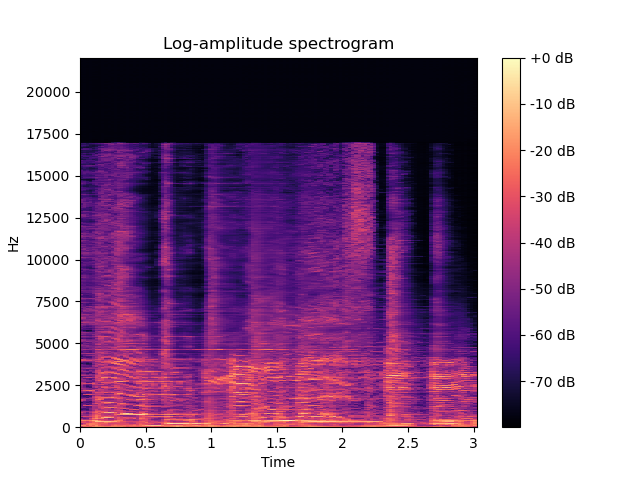 Log-amplitude spectrogram
Hz
20000
17500
15000
12500
10000
7500
5000
2500
0
0 0.5 1 1.5 2 2.5 3
Time
+0 dB
-10 dB
-20 dB
-30 dB
-40 dB
-50 dB
-60 dB
-70 dB